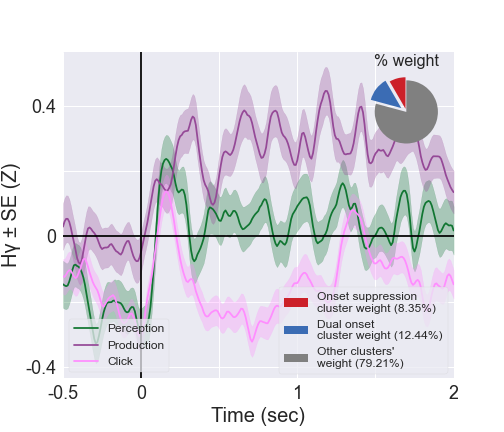 % weight
Hγ ± SE (Z)
0.4
0
-0.4
Perception
Production
Click
Onset suppression
cluster weight (8.35%)
Dual onset
cluster weight (12.44%)
Other clusters'
weight (79.21%)
-0.5 0 1 2
Time (sec)